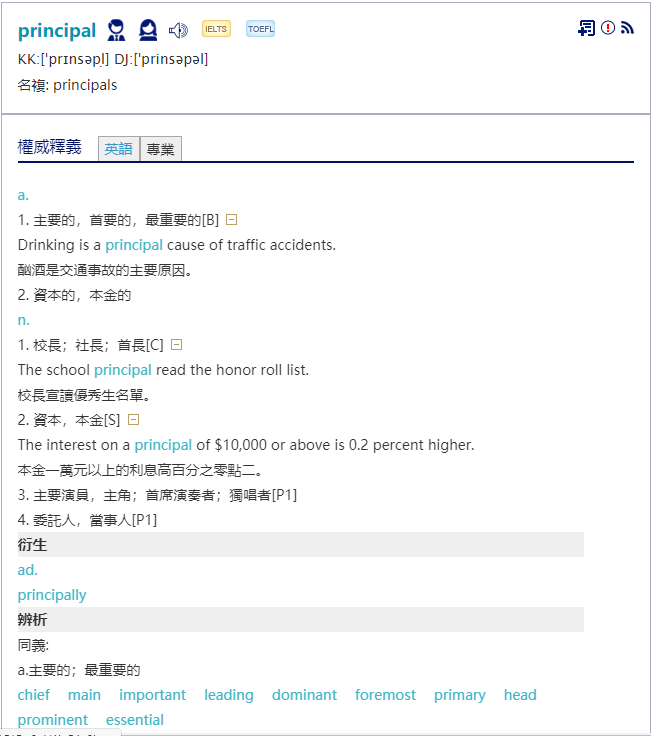 principal IELTS TOEFL
KK:[ˈprɪnsəpl̩] DJ:[ˈprinsəpəl]
名複: principals
權威釋義 英語 專業
a.
1. 主要的，首要的，最重要的[B]
Drinking is a principal cause of traffic accidents.
酗酒是交通事故的主要原因。
2. 資本的，本金的
n.
1. 校長；社長；首長[C]
The school principal read the honor roll list.
校長宣讀優秀生名單。
2. 資本，本金[S]
The interest on a principal of $10,000 or above is 0.2 percent higher.
本金一萬元以上的利息高百分之零點二。
3. 主要演員，主角；首席演奏者；獨唱者[P1]
4. 委託人，當事人[P1]
衍生
ad.
principally
辨析
同義:
a.主要的；最重要的
chief main important leading dominant foremost primary head
prominent essential